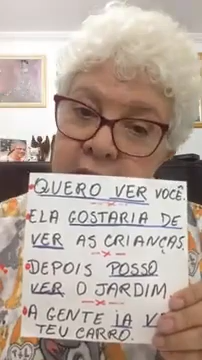 QUERO VER VOCÊ.
ELA GOSTARIA DE
VER AS CRIANÇAS.
DEPOIS POSSO
VER O JARDIM
A GENTE IA
TEU CARRO.